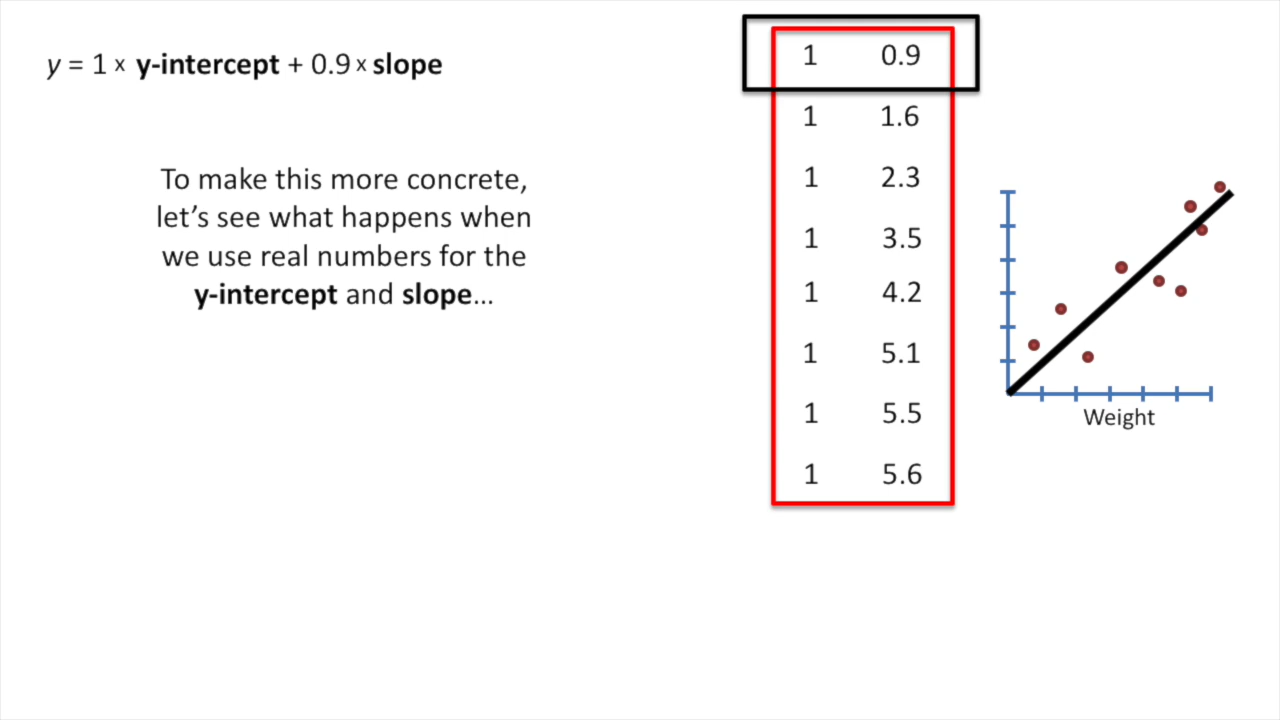 y = 1 x y-intercept + 0.9 x slope
To make this more concrete,
let's see what happens when
we use real numbers for the
y-intercept and slope…
1 0.9
1 1.6
1 2.3
1 3.5
1 4.2
1 5.1
1 5.5
1 5.6
Weight